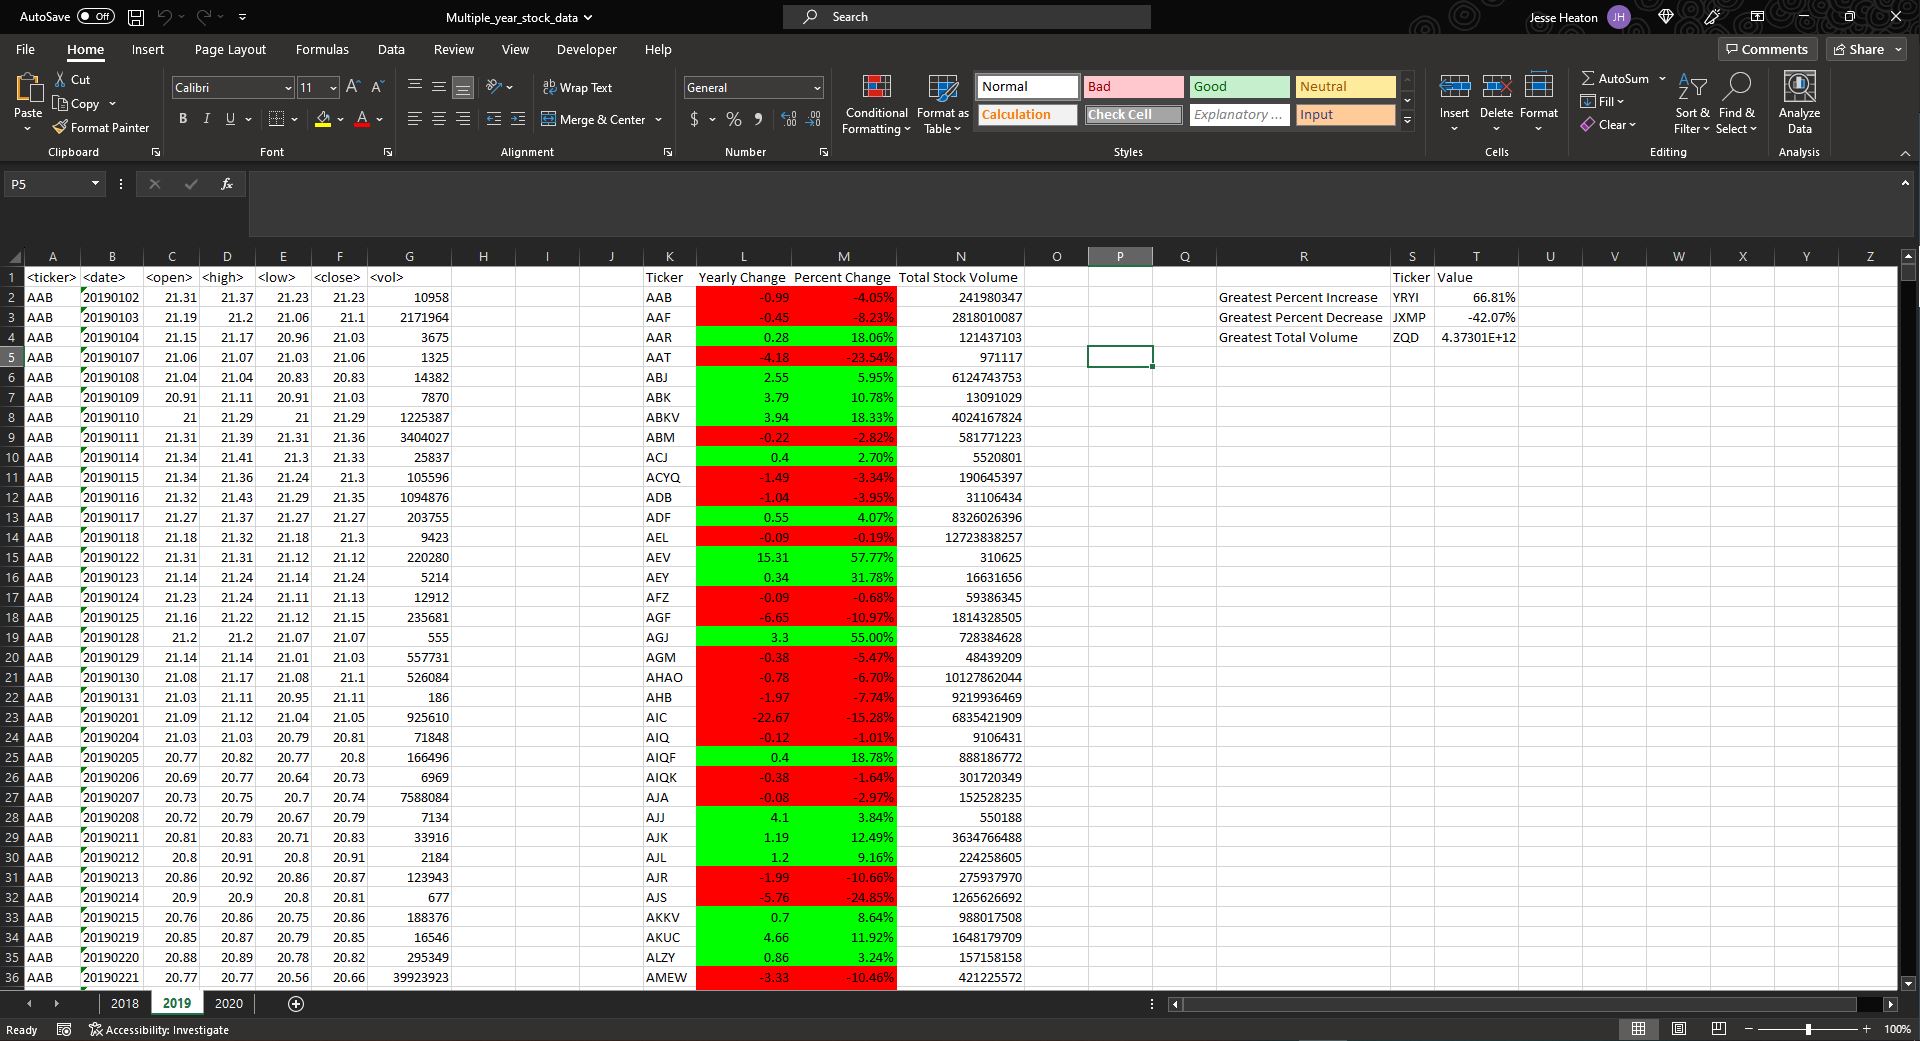 AutoSave Off Multiple_year_stock_data Search Jesse Heaton JH
File Home Insert Page Layout Formulas Data Review View Developer Help Comments Share
Paste Cut Copy Format Painter Clipboard
Calibri 11 A A B I U A Font
ab Wrap Text Merge & Center Alignment
General $ % Number
Conditional Formatting Format as Table
Normal Bad Good Neutral
Calculation Check Cell Explanatory ... Input
Styles
Insert Delete Format Cells
AutoSum Fill Clear Sort & Filter Find & Select Editing
Analyze Data Analysis
P5 fx
A B C D E F G H I J K L M N O P Q R S T U V W X Y Z
1 <ticker> <date> <open> <high> <low> <close> <vol> Ticker Yearly Change Percent Change Total Stock Volume Ticker Value
2 AAB 20190102 21.31 21.37 21.23 21.23 10958 AAB -0.99 -4.05% 241980347 Greatest Percent Increase YRYI 66.81%
3 AAB 20190103 21.19 21.2 21.06 21.1 2171964 AAF -0.45 -8.23% 2818010087 Greatest Percent Decrease JXMP -42.07%
4 AAB 20190104 21.15 21.17 20.96 21.03 3675 AAR 0.28 18.06% 121437103 Greatest Total Volume ZQD 4.37301E+12
5 AAB 20190107 21.06 21.07 21.03 21.06 1325 AAT -4.18 -23.54% 971117
6 AAB 20190108 21.04 21.04 20.83 20.83 14382 ABJ 2.55 5.95% 6124743753
7 AAB 20190109 20.91 21.11 20.91 21.03 7870 ABK 3.79 10.78% 13091029
8 AAB 20190110 21 21.29 21 21.29 1225387 ABKV 3.94 18.33% 4024167824
9 AAB 20190111 21.31 21.39 21.31 21.36 3404027 ABM -0.22 -2.82% 581771223
10 AAB 20190114 21.34 21.41 21.3 21.33 25837 ACJ 0.4 2.70% 5520801
11 AAB 20190115 21.34 21.36 21.24 21.3 105596 ACYQ -1.49 -3.34% 190645397
12 AAB 20190116 21.32 21.43 21.29 21.35 1094876 ADB -1.04 -3.95% 31106434
13 AAB 20190117 21.27 21.37 21.27 21.27 203755 ADF 0.55 4.07% 8326026396
14 AAB 20190118 21.18 21.32 21.18 21.3 9423 AEL -0.09 -0.19% 12723838257
15 AAB 20190122 21.31 21.31 21.12 21.12 220280 AEV 15.31 57.77% 310625
16 AAB 20190123 21.14 21.24 21.14 21.24 5214 AEY 0.34 31.78% 16631656
17 AAB 20190124 21.23 21.24 21.11 21.13 12912 AFZ -0.09 -0.68% 59386345
18 AAB 20190125 21.16 21.22 21.12 21.15 235681 AGF -6.65 -10.97% 1814328505
19 AAB 20190128 21.2 21.2 21.07 21.07 555 AGJ 3.3 55.00% 728384628
20 AAB 20190129 21.14 21.14 21.01 21.03 557731 AGM -0.38 -5.47% 48439209
21 AAB 20190130 21.08 21.17 21.08 21.1 526084 AHAO -0.78 -6.70% 10127862044
22 AAB 20190131 21.03 21.11 20.95 21.11 186 AHB -1.97 -7.74% 9219936469
23 AAB 20190201 21.09 21.12 21.04 21.05 925610 AIC -22.67 -15.28% 6835421909
24 AAB 20190204 21.03 21.03 20.79 20.81 71848 AIQ -0.12 -1.01% 9106431
25 AAB 20190205 20.77 20.82 20.77 20.8 166496 AIQF 0.4 18.78% 888186772
26 AAB 20190206 20.69 20.77 20.64 20.73 6969 AIQK -0.38 -1.64% 301720349
27 AAB 20190207 20.73 20.75 20.7 20.74 7588084 AJA -0.08 -2.97% 152528235
28 AAB 20190208 20.72 20.79 20.67 20.79 7134 AJJ 4.1 3.84% 550188
29 AAB 20190211 20.81 20.83 20.71 20.83 33916 AJK 1.19 12.49% 3634766488
30 AAB 20190212 20.8 20.91 20.8 20.91 2184 AJL 1.2 9.16% 224258605
31 AAB 20190213 20.86 20.92 20.86 20.87 123943 AJR -1.99 -10.66% 275937970
32 AAB 20190214 20.9 20.9 20.8 20.81 677 AJS -5.76 -24.85% 1265626692
33 AAB 20190215 20.76 20.86 20.75 20.86 188376 AKKV 0.7 8.64% 988017508
34 AAB 20190219 20.85 20.87 20.79 20.85 16546 AKUC 4.66 11.92% 1648179709
35 AAB 20190220 20.88 20.89 20.78 20.82 295349 ALZY 0.86 3.24% 157158158
36 AAB 20190221 20.77 20.77 20.56 20.66 39923923 AMEW -3.33 -10.46% 421225572
2018 2019 2020
Ready Accessibility: Investigate 100%